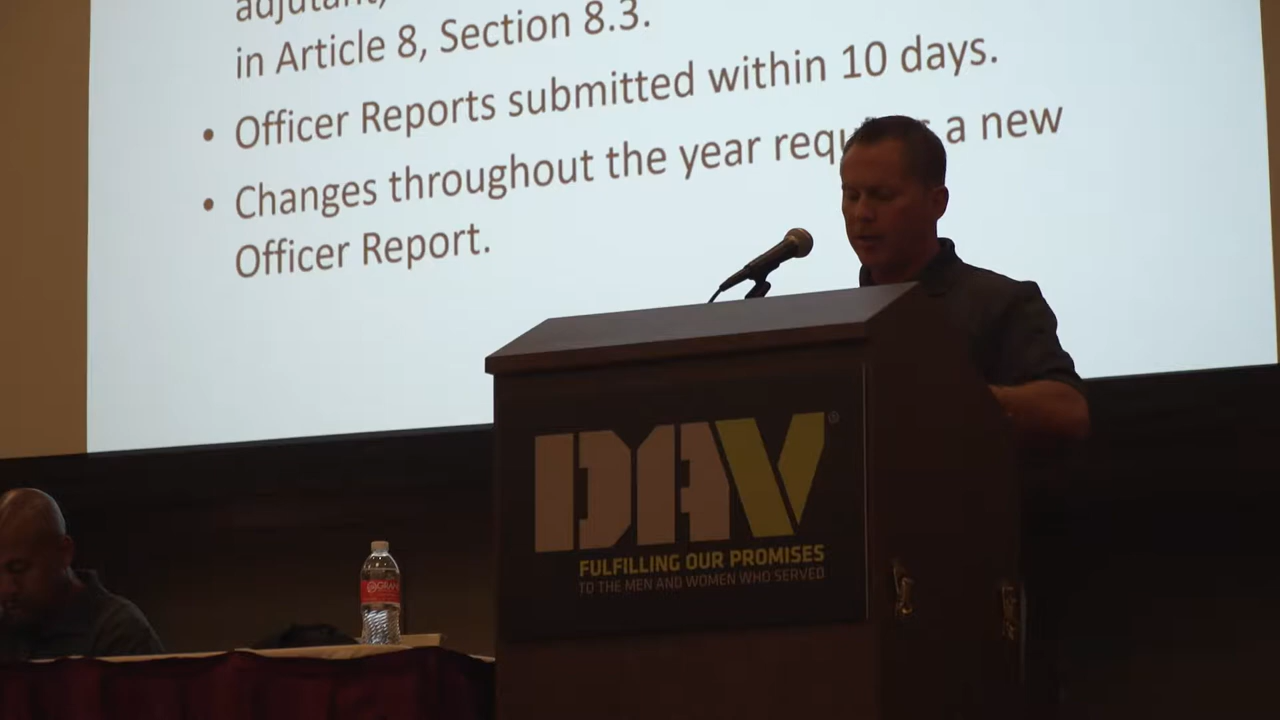 adjutant,
in Article 8, Section 8.3.
• Officer Reports submitted within 10 days.
• Changes throughout the year a new
Officer Report.
DAV®
FULFILLING OUR PROMISES
TO THE MEN AND WOMEN WHO SERVED